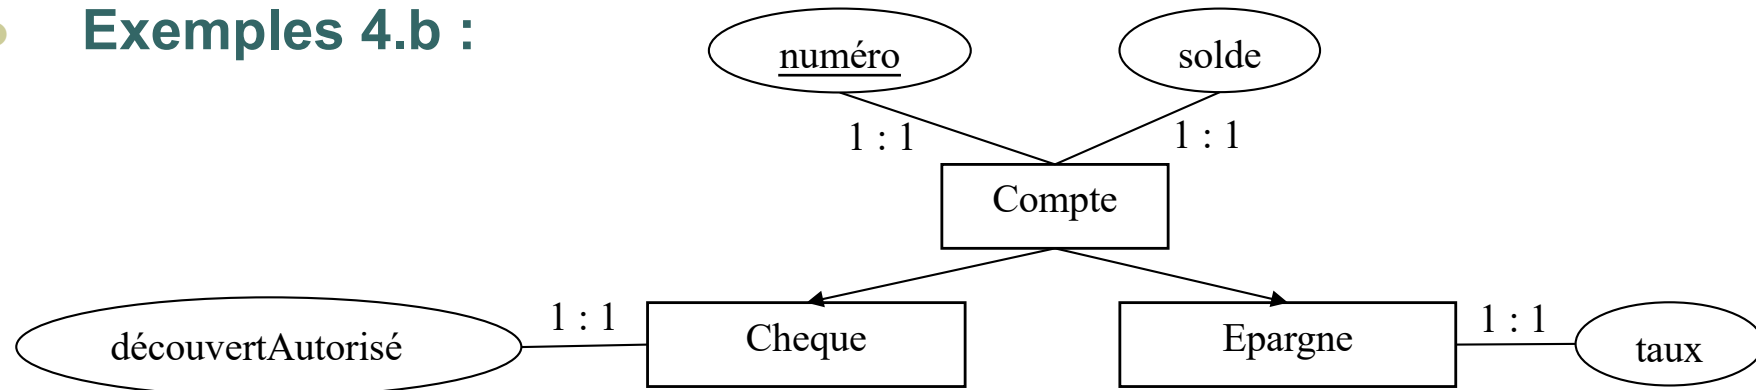 Exemples 4.b :
numéro
solde
1 : 1
1 : 1
Compte
1 : 1
1 : 1
découvertAutorisé
Cheque
Epargne
taux